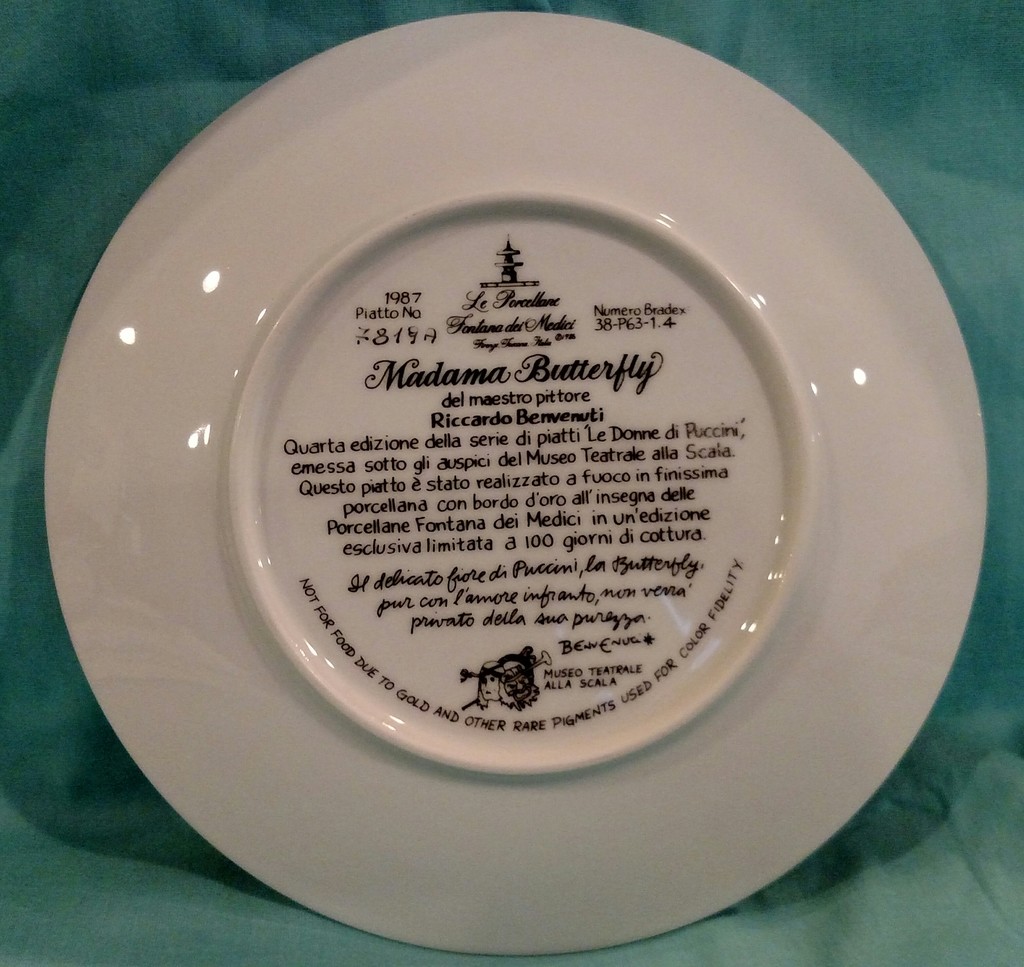 1987
Piatto No
7819A
Le Porcellane
Fontana dei Medici
Italia © 1986
Numero Bradex
38-P63-1.4
Madama Butterfly
del maestro pittore
Riccardo Benvenuti
Quarta edizione della serie di piatti 'Le Donne di Puccini',
emessa sotto gli auspici del Museo Teatrale alla Scala.
Questo piatto è stato realizzato a fuoco in finissima
porcellana con bordo d'oro all'insegna delle
Porcellane Fontana dei Medici in un'edizione
esclusiva limitata a 100 giorni di cottura.
Il delicato fiore di Puccini, la Butterfly,
pur con l'amore infranto, non verrà
privato della sua purezza.
BENVENUTI
MUSEO TEATRALE
ALLA SCALA
NOT FOR FOOD DUE TO GOLD AND OTHER RARE PIGMENTS USED FOR COLOR FIDELITY